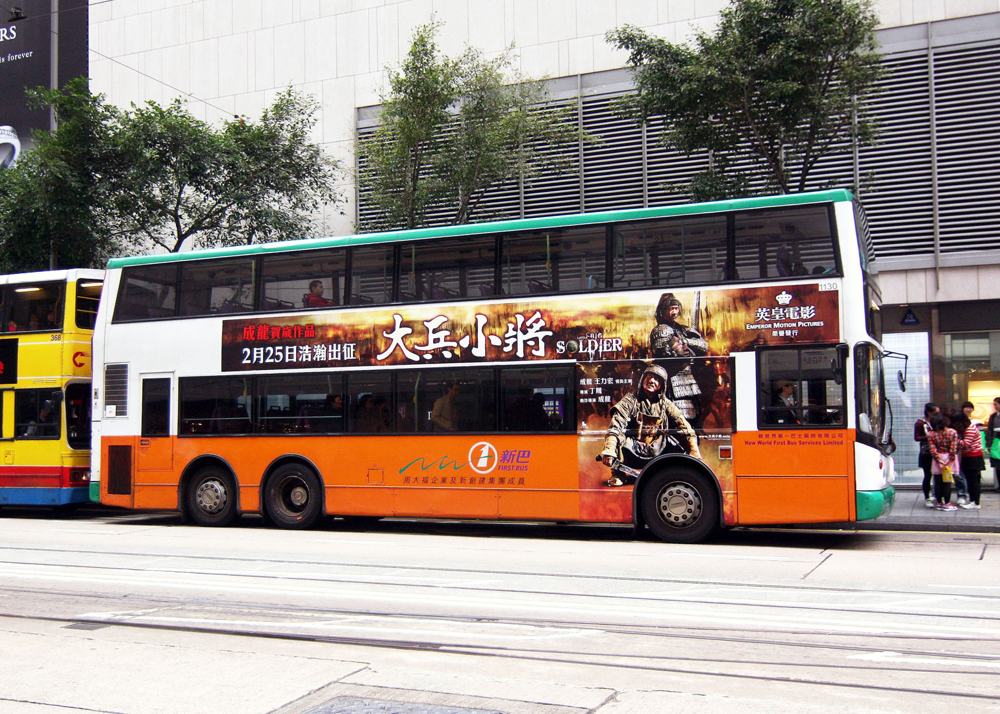 RS
is forever
368
1130
成龍賀歲作品
2月25日浩瀚出征
大兵小將
LITTLE BIG
SOLDIER
英皇電影
EMPEROR MOTION PICTURES
榮譽發行
成龍 王力宏 領銜主演
導演 丁晟
動作導演 成龍
www.大兵小將.asia
新世界第一巴士服務有限公司
New World First Bus Services Limited
1 新巴
FIRST BUS
周大福企業及新創建集團成員